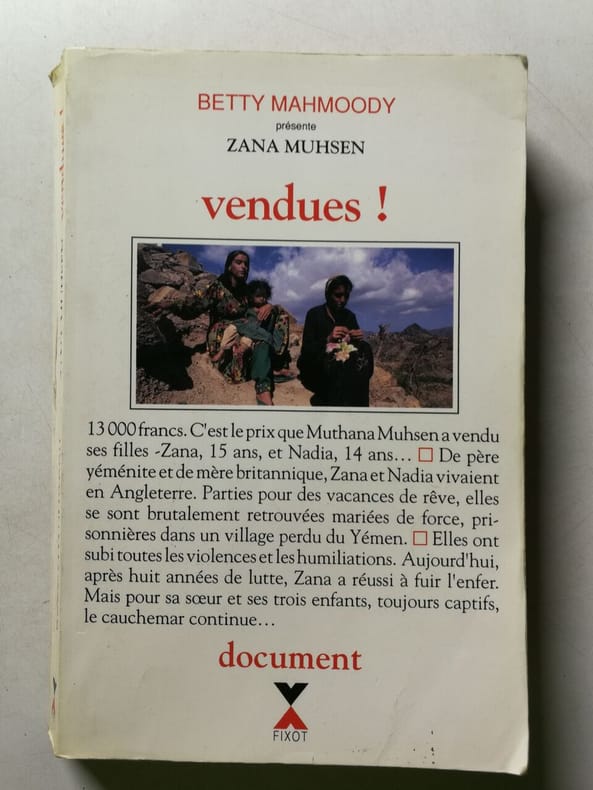 BETTY MAHMOODY
présente
ZANA MUHSEN
vendues !
13 000 francs. C'est le prix que Muthana Muhsen a vendu
ses filles -Zana, 15 ans, et Nadia, 14 ans... □ De père
yéménite et de mère britannique, Zana et Nadia vivaient
en Angleterre. Parties pour des vacances de rêve, elles
se sont brutalement retrouvées mariées de force, pri-
sonnières dans un village perdu du Yémen. □ Elles ont
subi toutes les violences et les humiliations. Aujourd'hui,
après huit années de lutte, Zana a réussi à fuir l'enfer.
Mais pour sa sœur et ses trois enfants, toujours captifs,
le cauchemar continue...
document
FIXOT